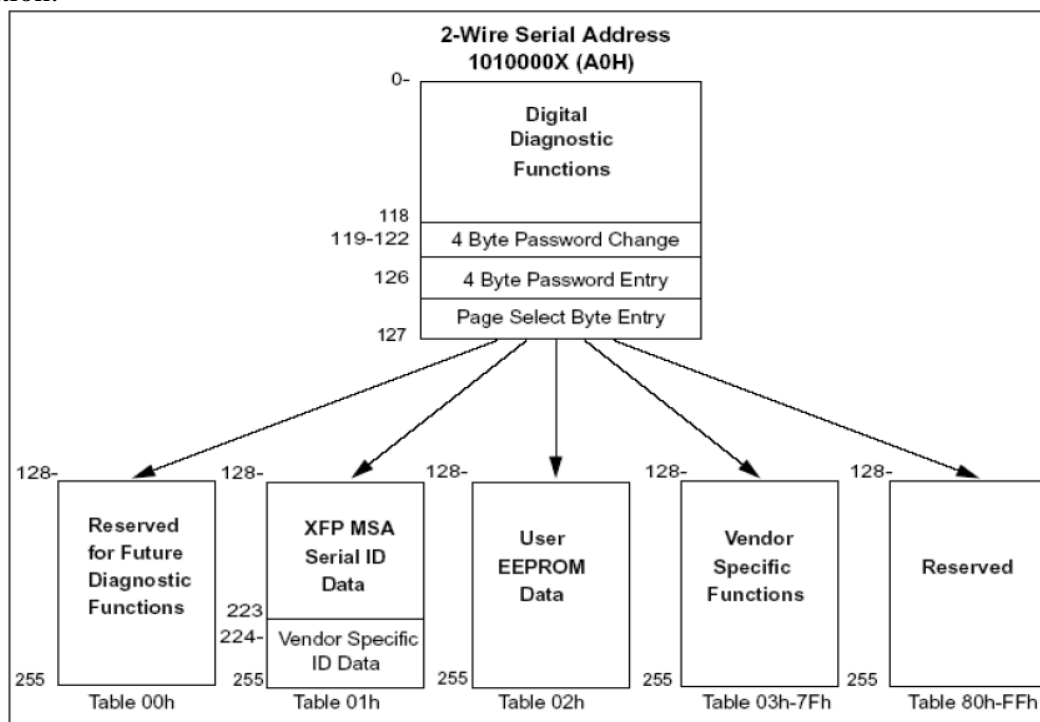 2-Wire Serial Address
1010000X (A0H)
0-
Digital
Diagnostic
Functions
118
119-122
4 Byte Password Change
126
4 Byte Password Entry
Page Select Byte Entry
127
128-
Reserved
for Future
Diagnostic
Functions
255
Table 00h
128-
XFP MSA
Serial ID
Data
223
224-
Vendor Specific
ID Data
255
Table 01h
128-
User
EEPROM
Data
255
Table 02h
128-
Vendor
Specific
Functions
255
Table 03h-7Fh
128-
Reserved
255
Table 80h-FFh